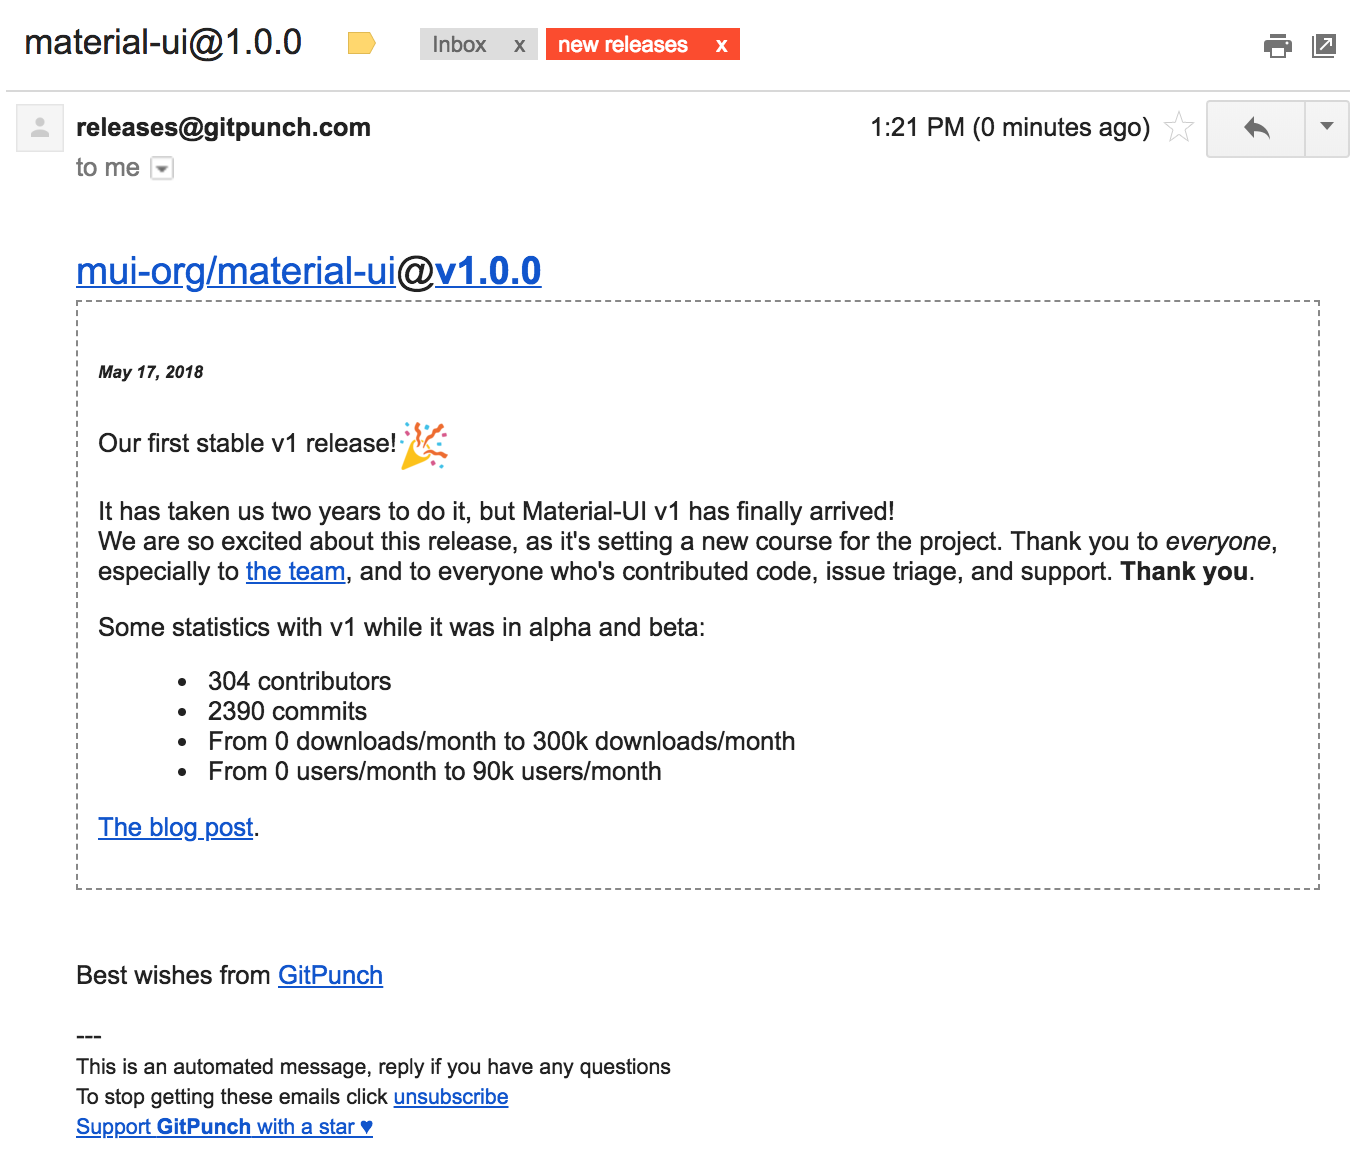 material-ui@1.0.0
Inbox x
new releases x
releases@gitpunch.com
1:21 PM (0 minutes ago)
to me
mui-org/material-ui@v1.0.0
May 17, 2018
Our first stable v1 release!🎉
It has taken us two years to do it, but Material-UI v1 has finally arrived!
We are so excited about this release, as it's setting a new course for the project. Thank you to everyone,
especially to the team, and to everyone who's contributed code, issue triage, and support. Thank you.
Some statistics with v1 while it was in alpha and beta:
• 304 contributors
• 2390 commits
• From 0 downloads/month to 300k downloads/month
• From 0 users/month to 90k users/month
The blog post.
Best wishes from GitPunch
---
This is an automated message, reply if you have any questions
To stop getting these emails click unsubscribe
Support GitPunch with a star ♥